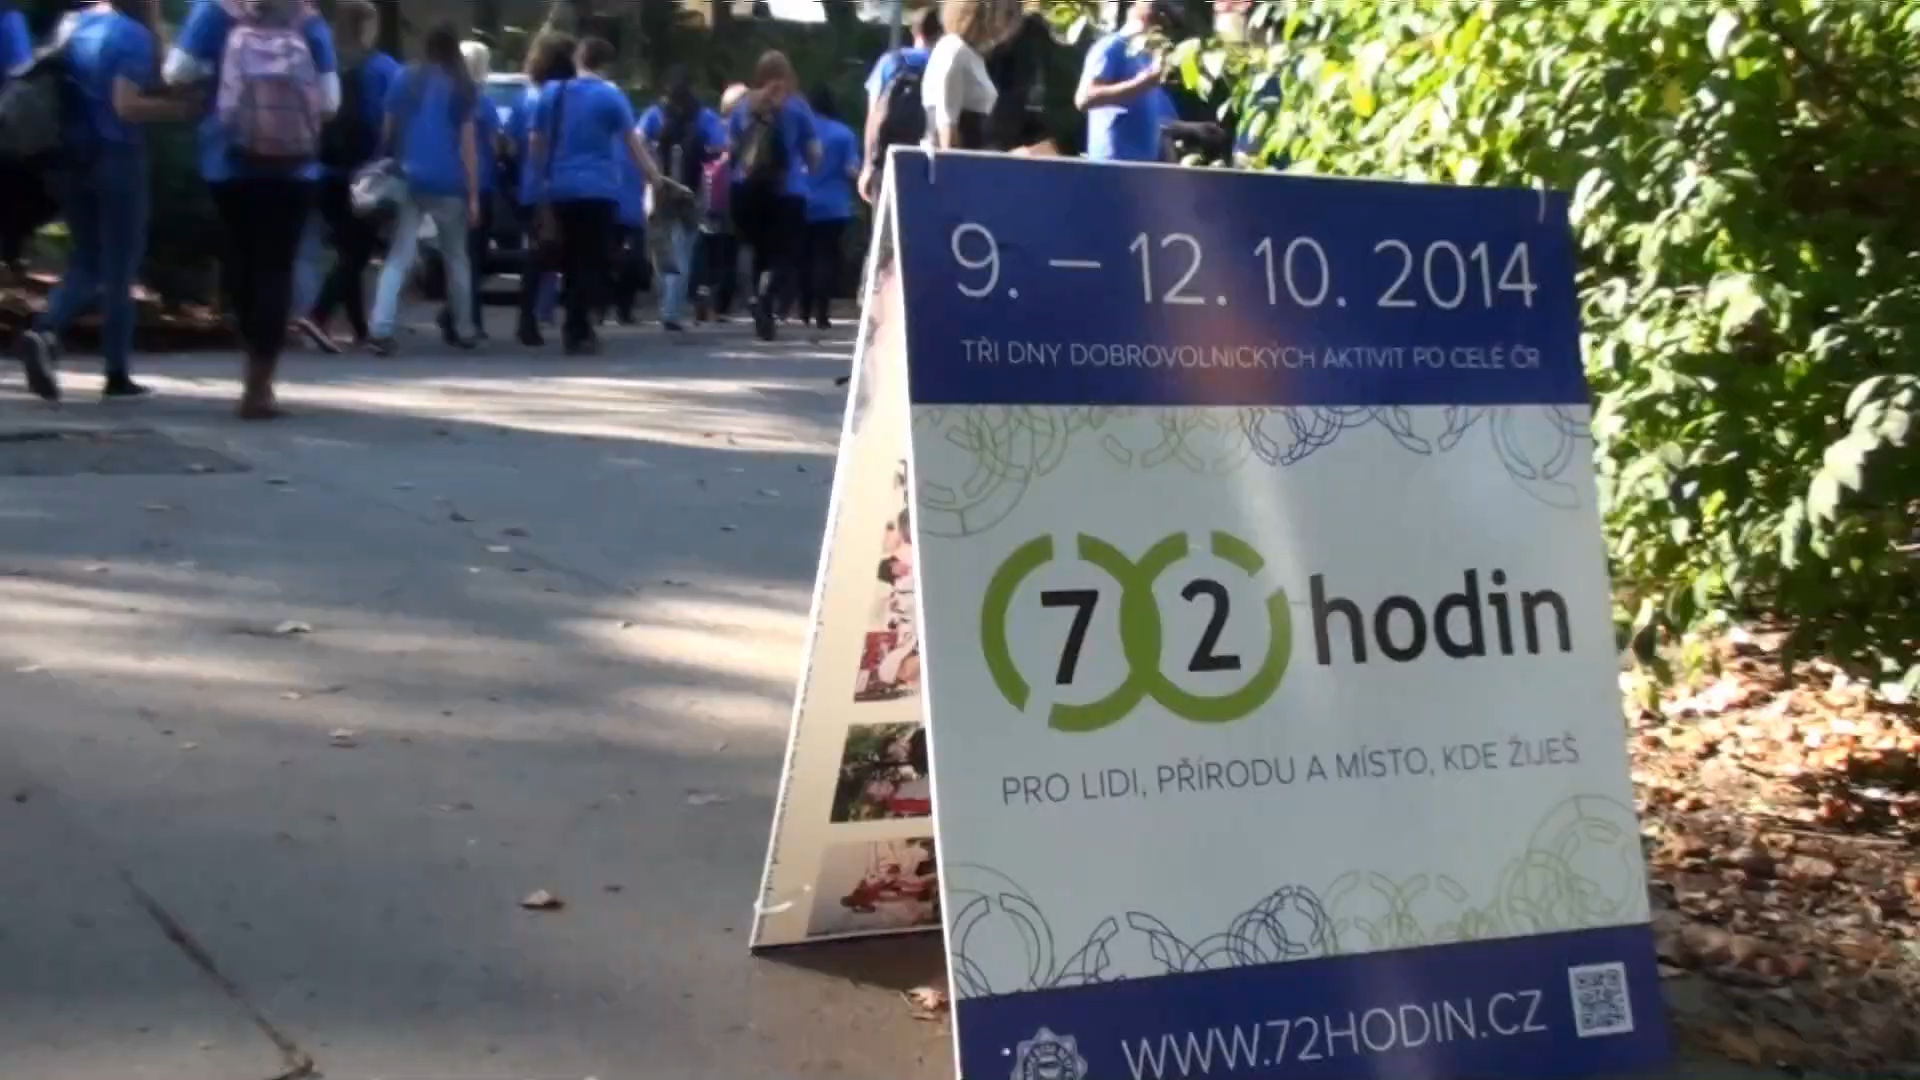 9. – 12. 10. 2014
TŘI DNY DOBROVOLNICKÝCH AKTIVIT PO CELÉ ČR
72 hodin
PRO LIDI, PŘÍRODU A MÍSTO, KDE ŽIJEŠ
WWW.72HODIN.CZ